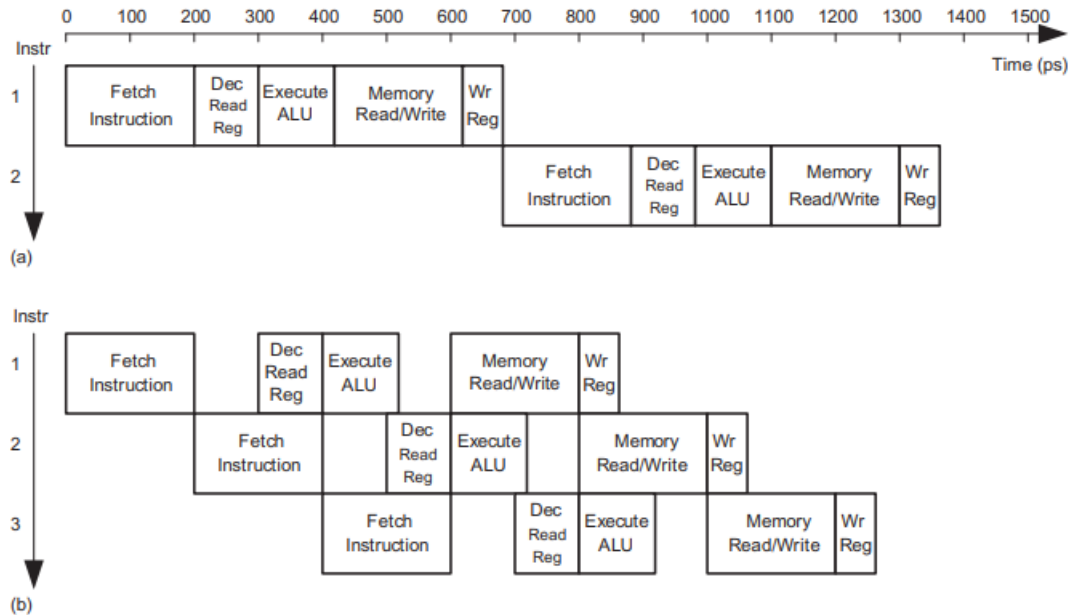 0 100 200 300 400 500 600 700 800 900 1000 1100 1200 1300 1400 1500
Time (ps)
Instr
1
Fetch
Instruction
Dec
Read
Reg
Execute
ALU
Memory
Read/Write
Wr
Reg
2
Fetch
Instruction
Dec
Read
Reg
Execute
ALU
Memory
Read/Write
Wr
Reg
(a)
Instr
1
Fetch
Instruction
Dec
Read
Reg
Execute
ALU
Memory
Read/Write
Wr
Reg
2
Fetch
Instruction
Dec
Read
Reg
Execute
ALU
Memory
Read/Write
Wr
Reg
3
Fetch
Instruction
Dec
Read
Reg
Execute
ALU
Memory
Read/Write
Wr
Reg
(b)